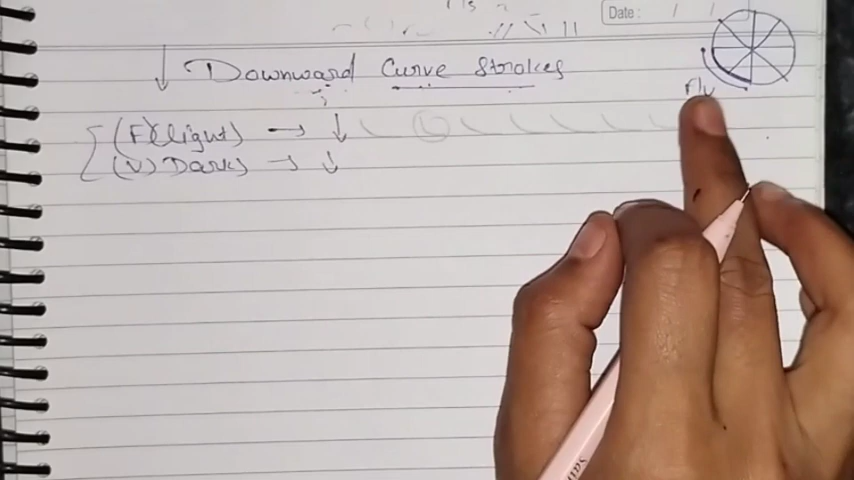 Date: / /
↓ Downward Curve Strokes
F/V
(F) Light) → ↓
(V) Dark) → ↓